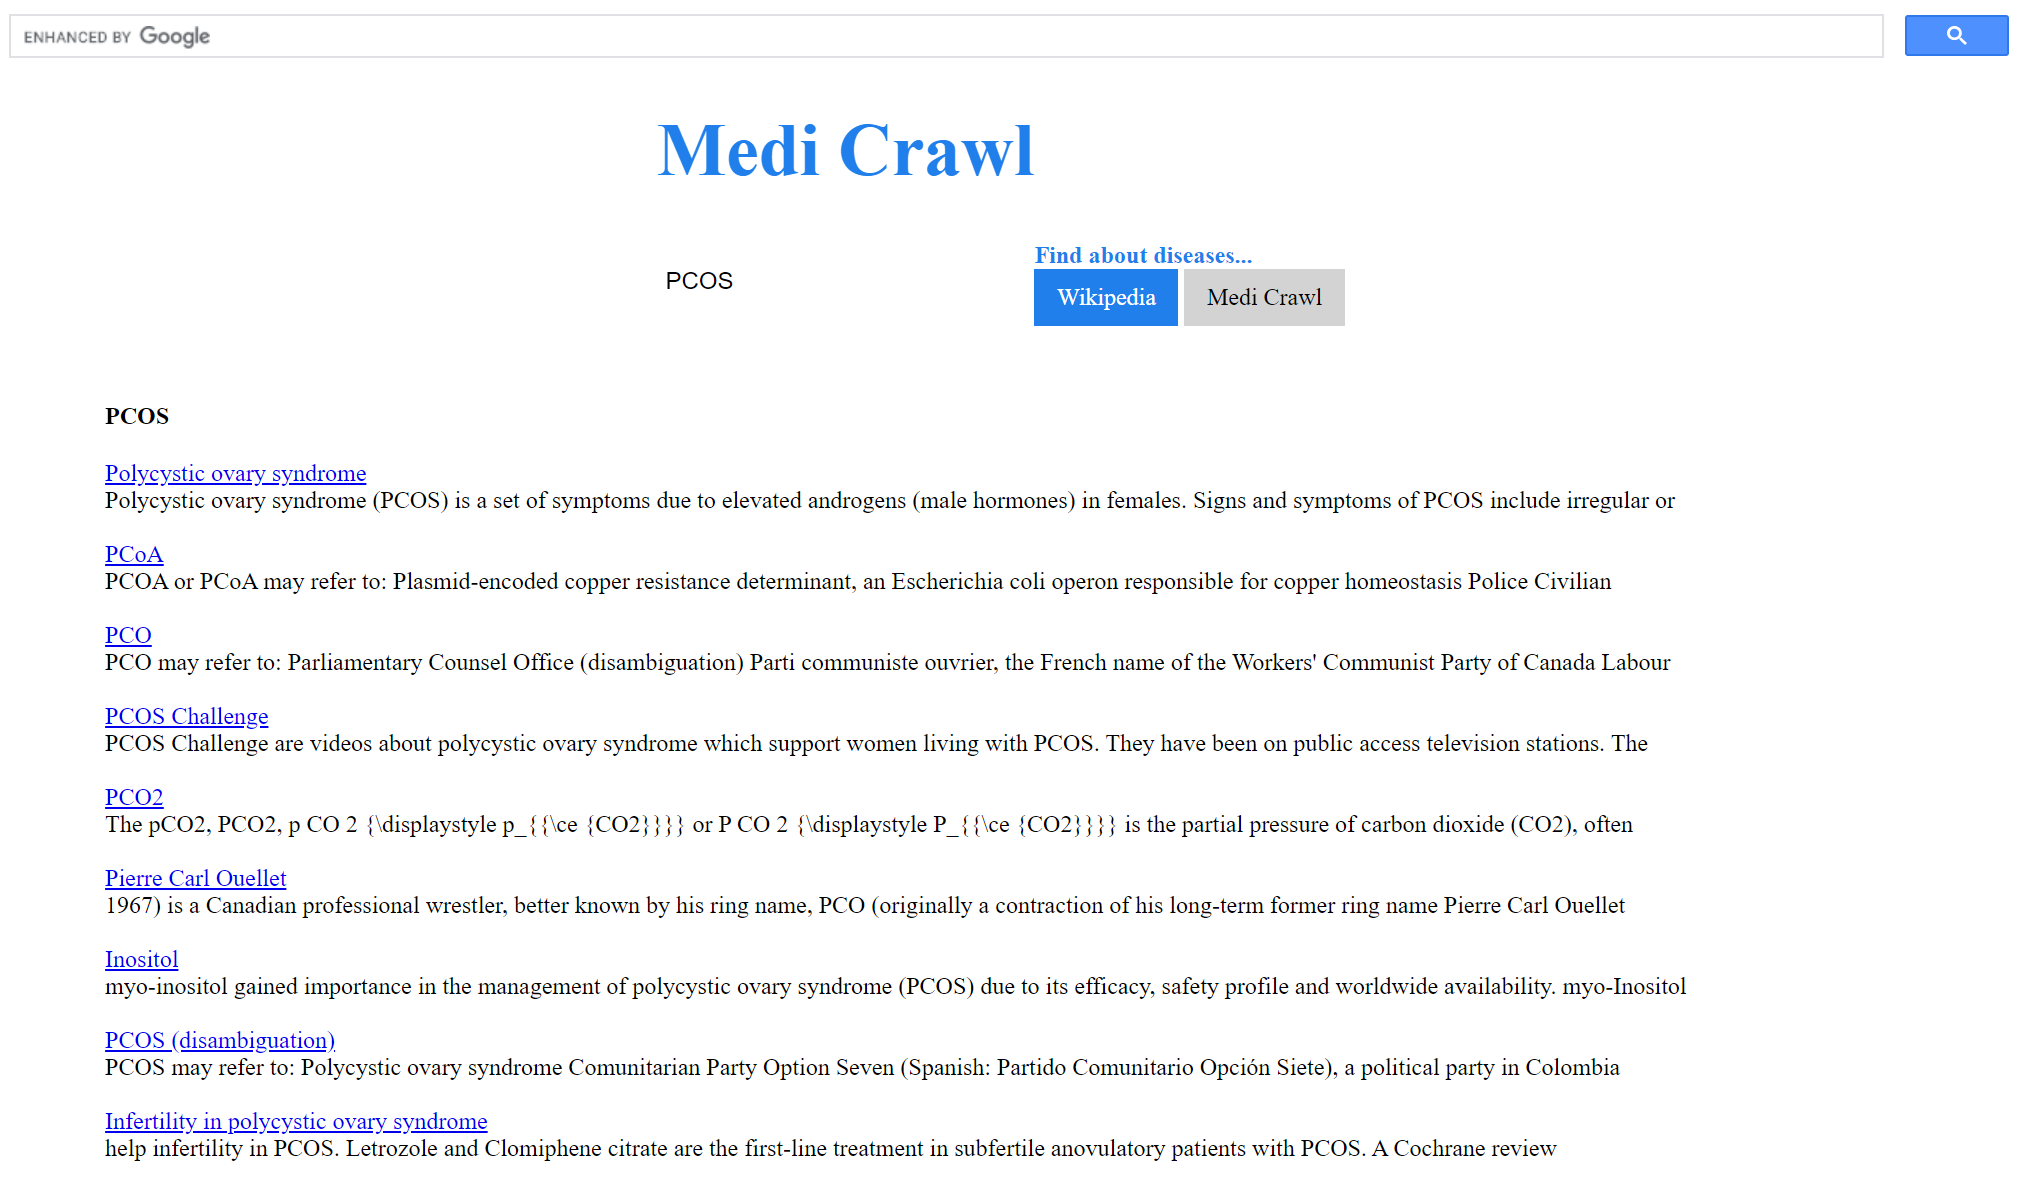 ENHANCED BY Google
Medi Crawl
Find about diseases...
PCOS
Wikipedia Medi Crawl
PCOS
Polycystic ovary syndrome
Polycystic ovary syndrome (PCOS) is a set of symptoms due to elevated androgens (male hormones) in females. Signs and symptoms of PCOS include irregular or
PCoA
PCOA or PCoA may refer to: Plasmid-encoded copper resistance determinant, an Escherichia coli operon responsible for copper homeostasis Police Civilian
PCO
PCO may refer to: Parliamentary Counsel Office (disambiguation) Parti communiste ouvrier, the French name of the Workers' Communist Party of Canada Labour
PCOS Challenge
PCOS Challenge are videos about polycystic ovary syndrome which support women living with PCOS. They have been on public access television stations. The
PCO2
The pCO2, PCO2, p CO 2 {\displaystyle p_{{\ce {CO2}}}} or P CO 2 {\displaystyle P_{{\ce {CO2}}}} is the partial pressure of carbon dioxide (CO2), often
Pierre Carl Ouellet
1967) is a Canadian professional wrestler, better known by his ring name, PCO (originally a contraction of his long-term former ring name Pierre Carl Ouellet
Inositol
myo-inositol gained importance in the management of polycystic ovary syndrome (PCOS) due to its efficacy, safety profile and worldwide availability. myo-Inositol
PCOS (disambiguation)
PCOS may refer to: Polycystic ovary syndrome Comunitarian Party Option Seven (Spanish: Partido Comunitario Opción Siete), a political party in Colombia
Infertility in polycystic ovary syndrome
help infertility in PCOS. Letrozole and Clomiphene citrate are the first-line treatment in subfertile anovulatory patients with PCOS. A Cochrane review